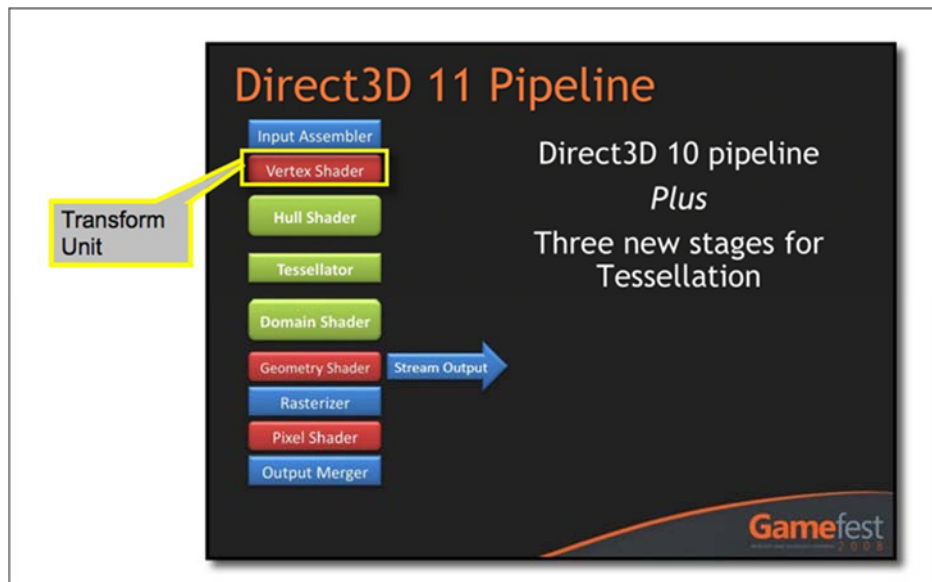 Direct3D 11 Pipeline
Input Assembler
Vertex Shader
Transform
Unit
Hull Shader
Tessellator
Domain Shader
Geometry Shader
Stream Output
Rasterizer
Pixel Shader
Output Merger
Direct3D 10 pipeline
Plus
Three new stages for
Tessellation
Gamefest
2008